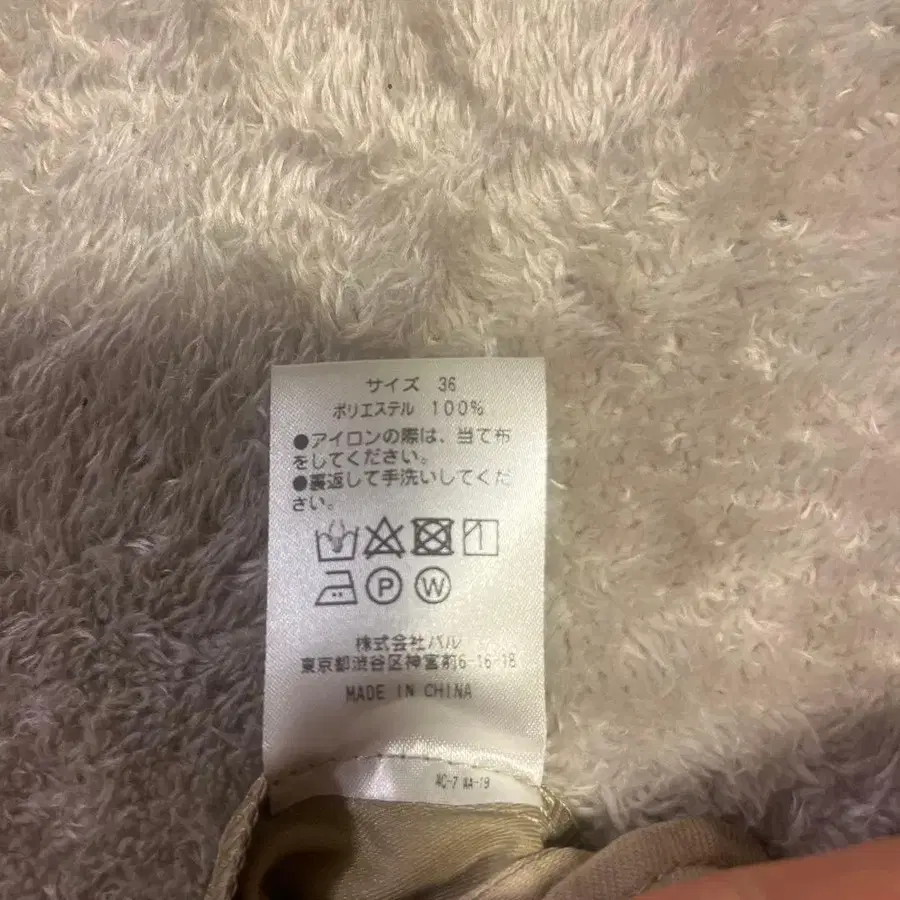 サイズ 36
ポリエステル 100%
●アイロンの際は、当て布
をしてください。
●裏返して手洗いしてくだ
さい。
P W
株式会社パル
東京都渋谷区神宮前6-16-18
MADE IN CHINA